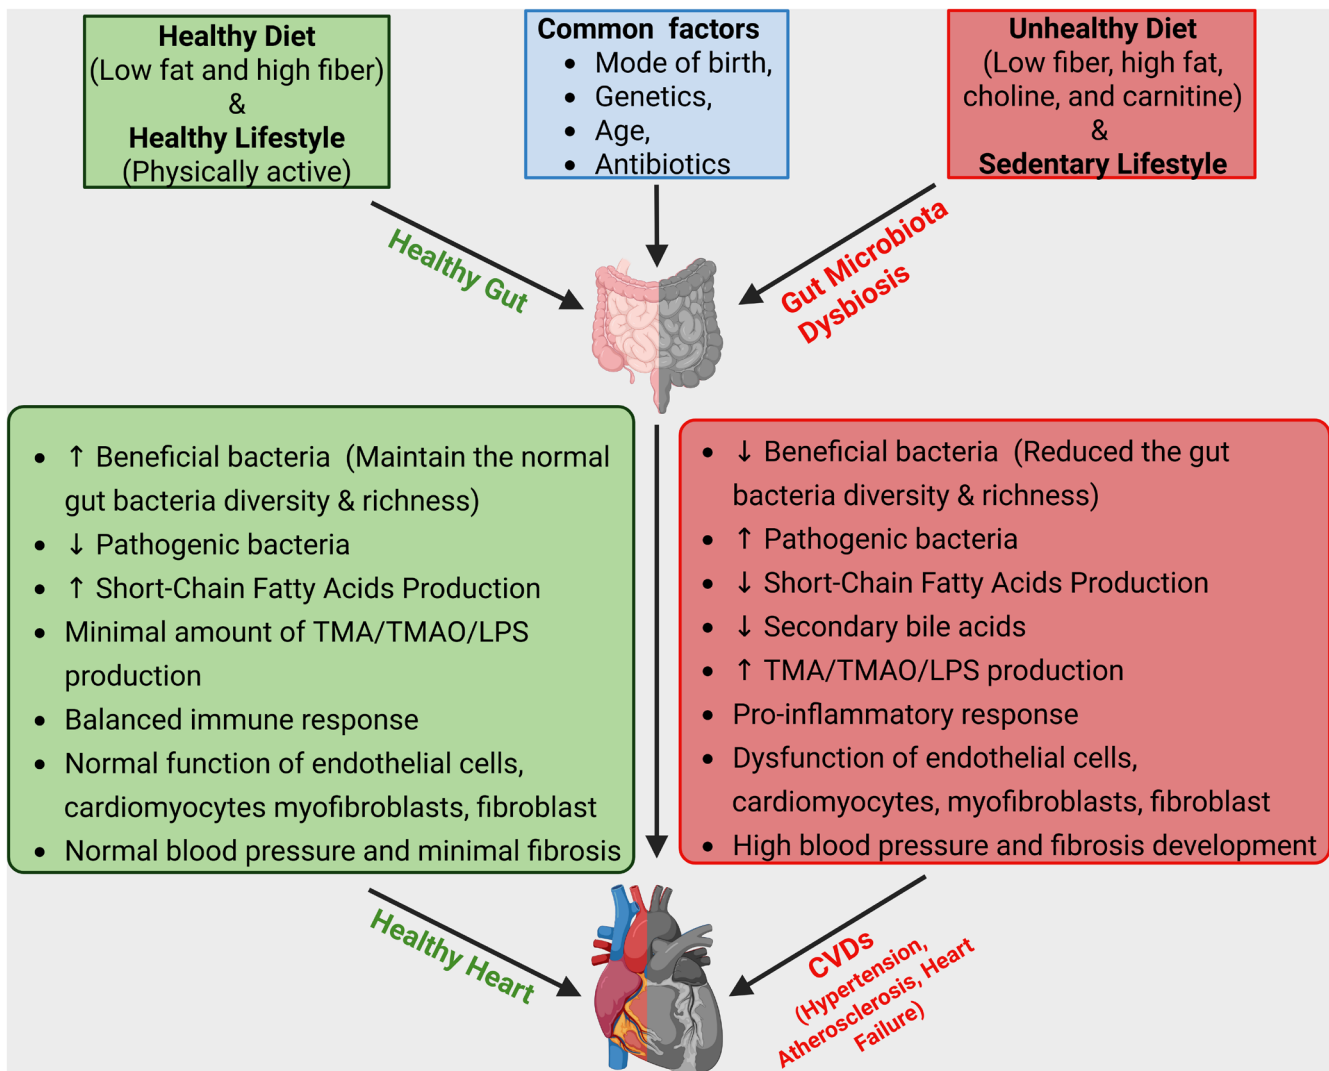 Healthy Diet
(Low fat and high fiber)
&
Healthy Lifestyle
(Physically active)
Common factors
• Mode of birth,
• Genetics,
• Age,
• Antibiotics
Unhealthy Diet
(Low fiber, high fat,
choline, and carnitine)
&
Sedentary Lifestyle
Healthy Gut
Gut Microbiota
Dysbiosis
• ↑ Beneficial bacteria (Maintain the normal
gut bacteria diversity & richness)
• ↓ Pathogenic bacteria
• ↑ Short-Chain Fatty Acids Production
• Minimal amount of TMA/TMAO/LPS
production
• Balanced immune response
• Normal function of endothelial cells,
cardiomyocytes myofibroblasts, fibroblast
• Normal blood pressure and minimal fibrosis
• ↓ Beneficial bacteria (Reduced the gut
bacteria diversity & richness)
• ↑ Pathogenic bacteria
• ↓ Short-Chain Fatty Acids Production
• ↓ Secondary bile acids
• ↑ TMA/TMAO/LPS production
• Pro-inflammatory response
• Dysfunction of endothelial cells,
cardiomyocytes, myofibroblasts, fibroblast
• High blood pressure and fibrosis development
Healthy Heart
CVDs
(Hypertension,
Atherosclerosis, Heart
Failure)